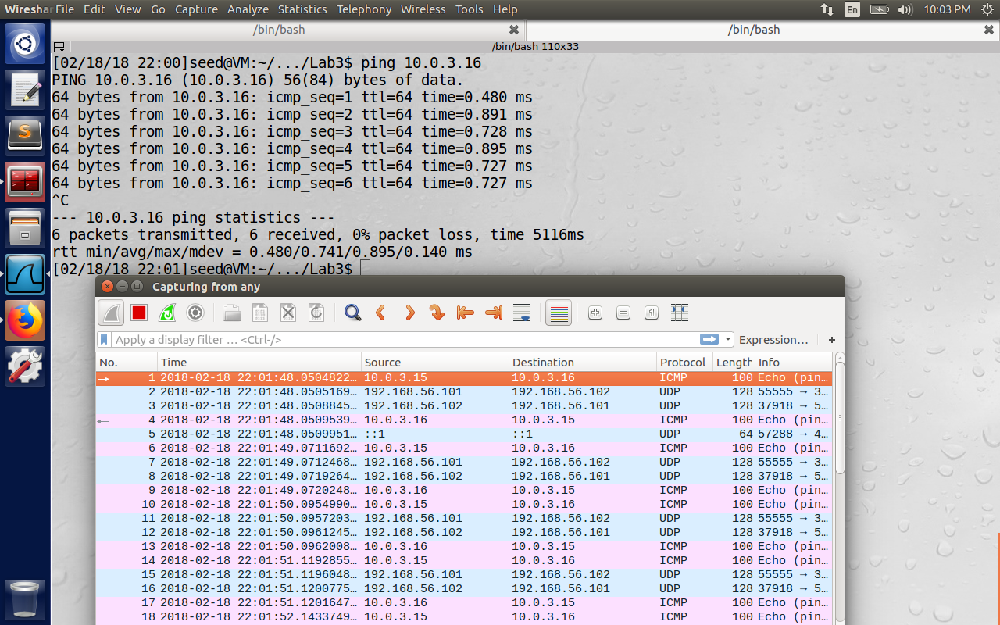 Wireshar File Edit View Go Capture Analyze Statistics Telephony Wireless Tools Help En 10:03 PM
/bin/bash /bin/bash
/bin/bash 110x33
[02/18/18 22:00]seed@VM:~/.../Lab3$ ping 10.0.3.16
PING 10.0.3.16 (10.0.3.16) 56(84) bytes of data.
64 bytes from 10.0.3.16: icmp_seq=1 ttl=64 time=0.480 ms
64 bytes from 10.0.3.16: icmp_seq=2 ttl=64 time=0.891 ms
64 bytes from 10.0.3.16: icmp_seq=3 ttl=64 time=0.728 ms
64 bytes from 10.0.3.16: icmp_seq=4 ttl=64 time=0.895 ms
64 bytes from 10.0.3.16: icmp_seq=5 ttl=64 time=0.727 ms
64 bytes from 10.0.3.16: icmp_seq=6 ttl=64 time=0.727 ms
^C
--- 10.0.3.16 ping statistics ---
6 packets transmitted, 6 received, 0% packet loss, time 5116ms
rtt min/avg/max/mdev = 0.480/0.741/0.895/0.140 ms
[02/18/18 22:01]seed@VM:~/.../Lab3$
Capturing from any
Apply a display filter … <Ctrl-/> Expression… +
No. Time Source Destination Protocol Length Info
1 2018-02-18 22:01:48.0504822… 10.0.3.15 10.0.3.16 ICMP 100 Echo (pin…
2 2018-02-18 22:01:48.0505169… 192.168.56.101 192.168.56.102 UDP 128 55555 → 3…
3 2018-02-18 22:01:48.0508845… 192.168.56.102 192.168.56.101 UDP 128 37918 → 5…
4 2018-02-18 22:01:48.0509539… 10.0.3.16 10.0.3.15 ICMP 100 Echo (pin…
5 2018-02-18 22:01:48.0509951… ::1 ::1 UDP 64 57288 → 4…
6 2018-02-18 22:01:49.0711692… 10.0.3.15 10.0.3.16 ICMP 100 Echo (pin…
7 2018-02-18 22:01:49.0712468… 192.168.56.101 192.168.56.102 UDP 128 55555 → 3…
8 2018-02-18 22:01:49.0719264… 192.168.56.102 192.168.56.101 UDP 128 37918 → 5…
9 2018-02-18 22:01:49.0720248… 10.0.3.16 10.0.3.15 ICMP 100 Echo (pin…
10 2018-02-18 22:01:50.0954990… 10.0.3.15 10.0.3.16 ICMP 100 Echo (pin…
11 2018-02-18 22:01:50.0957203… 192.168.56.101 192.168.56.102 UDP 128 55555 → 3…
12 2018-02-18 22:01:50.0961245… 192.168.56.102 192.168.56.101 UDP 128 37918 → 5…
13 2018-02-18 22:01:50.0962008… 10.0.3.16 10.0.3.15 ICMP 100 Echo (pin…
14 2018-02-18 22:01:51.1192855… 10.0.3.15 10.0.3.16 ICMP 100 Echo (pin…
15 2018-02-18 22:01:51.1196048… 192.168.56.101 192.168.56.102 UDP 128 55555 → 3…
16 2018-02-18 22:01:51.1200775… 192.168.56.102 192.168.56.101 UDP 128 37918 → 5…
17 2018-02-18 22:01:51.1201647… 10.0.3.16 10.0.3.15 ICMP 100 Echo (pin…
18 2018-02-18 22:01:52.1433749… 10.0.3.15 10.0.3.16 ICMP 100 Echo (pin…